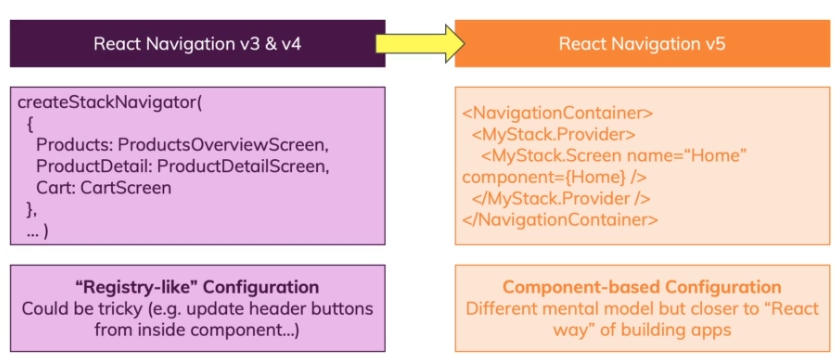 React Navigation v3 & v4
React Navigation v5
createStackNavigator(
{
Products: ProductsOverviewScreen,
ProductDetail: ProductDetailScreen,
Cart: CartScreen
},
... )
<NavigationContainer>
<MyStack.Provider>
<MyStack.Screen name=“Home”
component={Home} />
</MyStack.Provider />
</NavigationContainer>
“Registry-like” Configuration
Could be tricky (e.g. update header buttons
from inside component...)
Component-based Configuration
Different mental model but closer to “React
way” of building apps